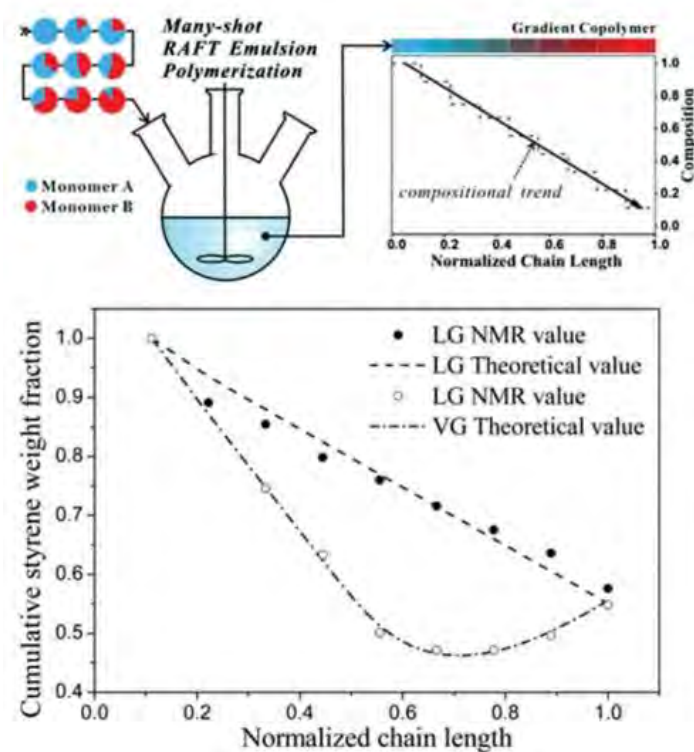 Many-shot
RAFT Emulsion
Polymerization
Monomer A
Monomer B
Gradient Copolymer
1.0
0.8
0.6
0.4
0.2
0.0
Composition
compositional trend
0.0 0.2 0.4 0.6 0.8 1.0
Normalized Chain Length
Cumulative styrene weight fraction
1.0
0.9
0.8
0.7
0.6
0.5
0.4
LG NMR value
LG Theoretical value
LG NMR value
VG Theoretical value
0.0 0.2 0.4 0.6 0.8 1.0
Normalized chain length